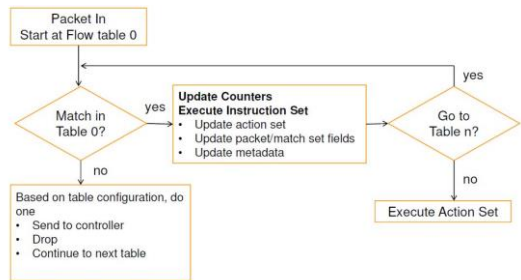 Packet In
Start at Flow table 0
yes
Match in
Table 0?
yes
Update Counters
Execute Instruction Set
• Update action set
• Update packet/match set fields
• Update metadata
Go to
Table n?
no
no
Based on table configuration, do
one
• Send to controller
• Drop
• Continue to next table
Execute Action Set